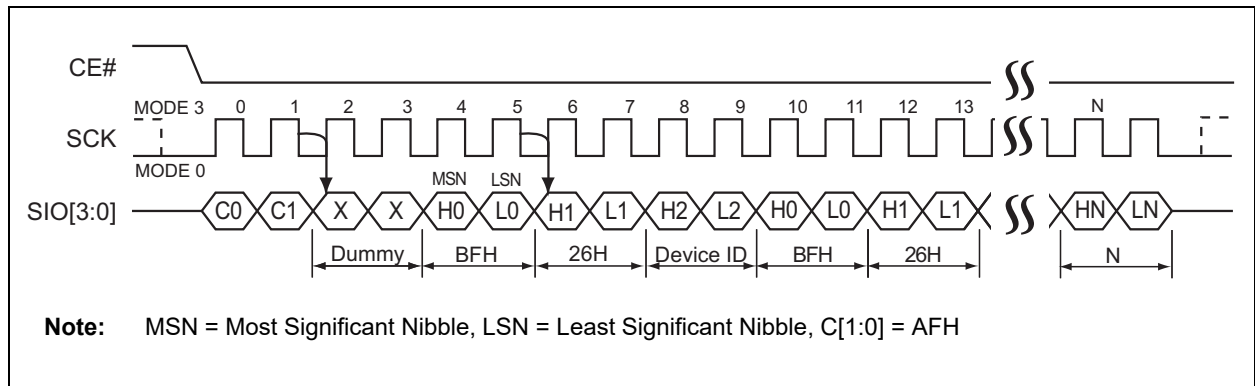 CE#
MODE 3 0 1 2 3 4 5 6 7 8 9 10 11 12 13 N
SCK
MODE 0
MSN LSN
SIO[3:0] C0 C1 X X H0 L0 H1 L1 H2 L2 H0 L0 H1 L1 HN LN
Dummy BFH 26H Device ID BFH 26H N
Note: MSN = Most Significant Nibble, LSN = Least Significant Nibble, C[1:0] = AFH